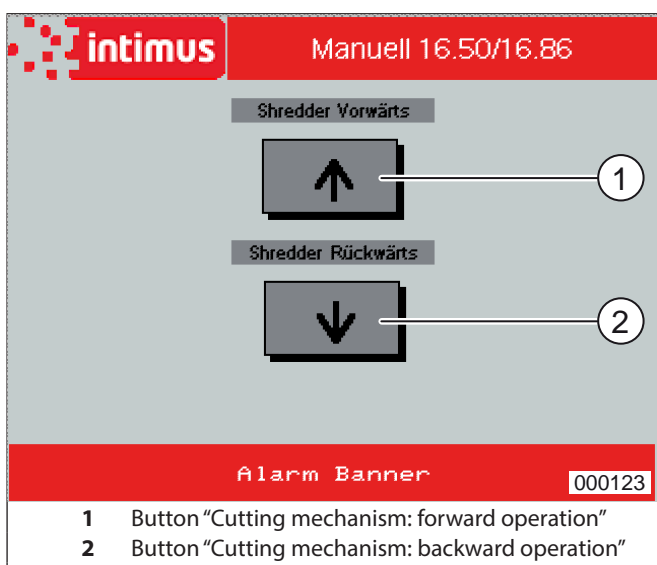 intimus
Manuell 16.50/16.86
Shredder Vorwärts
1
Shredder Rückwärts
2
Alarm Banner
000123
1 Button “Cutting mechanism: forward operation”
2 Button “Cutting mechanism: backward operation”